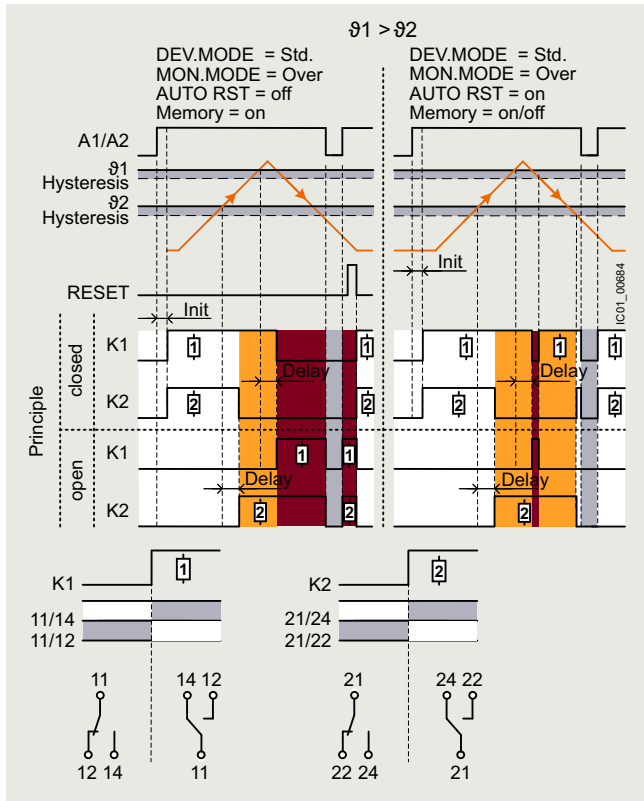 ϑ1 > ϑ2
DEV.MODE = Std.
MON.MODE = Over
AUTO RST = off
Memory = on
DEV.MODE = Std.
MON.MODE = Over
AUTO RST = on
Memory = on/off
A1/A2
ϑ1
Hysteresis
ϑ2
Hysteresis
Init
RESET
Init
IC01_00684
Principle
closed
K1
1
1
1
1
Delay
Delay
K2
2
2
2
2
open
K1
1
1
Delay
Delay
K2
2
2
2
K1
1
11/14
11/12
K2
2
21/24
21/22
11
14 12
21
24 22
12 14
11
22 24
21